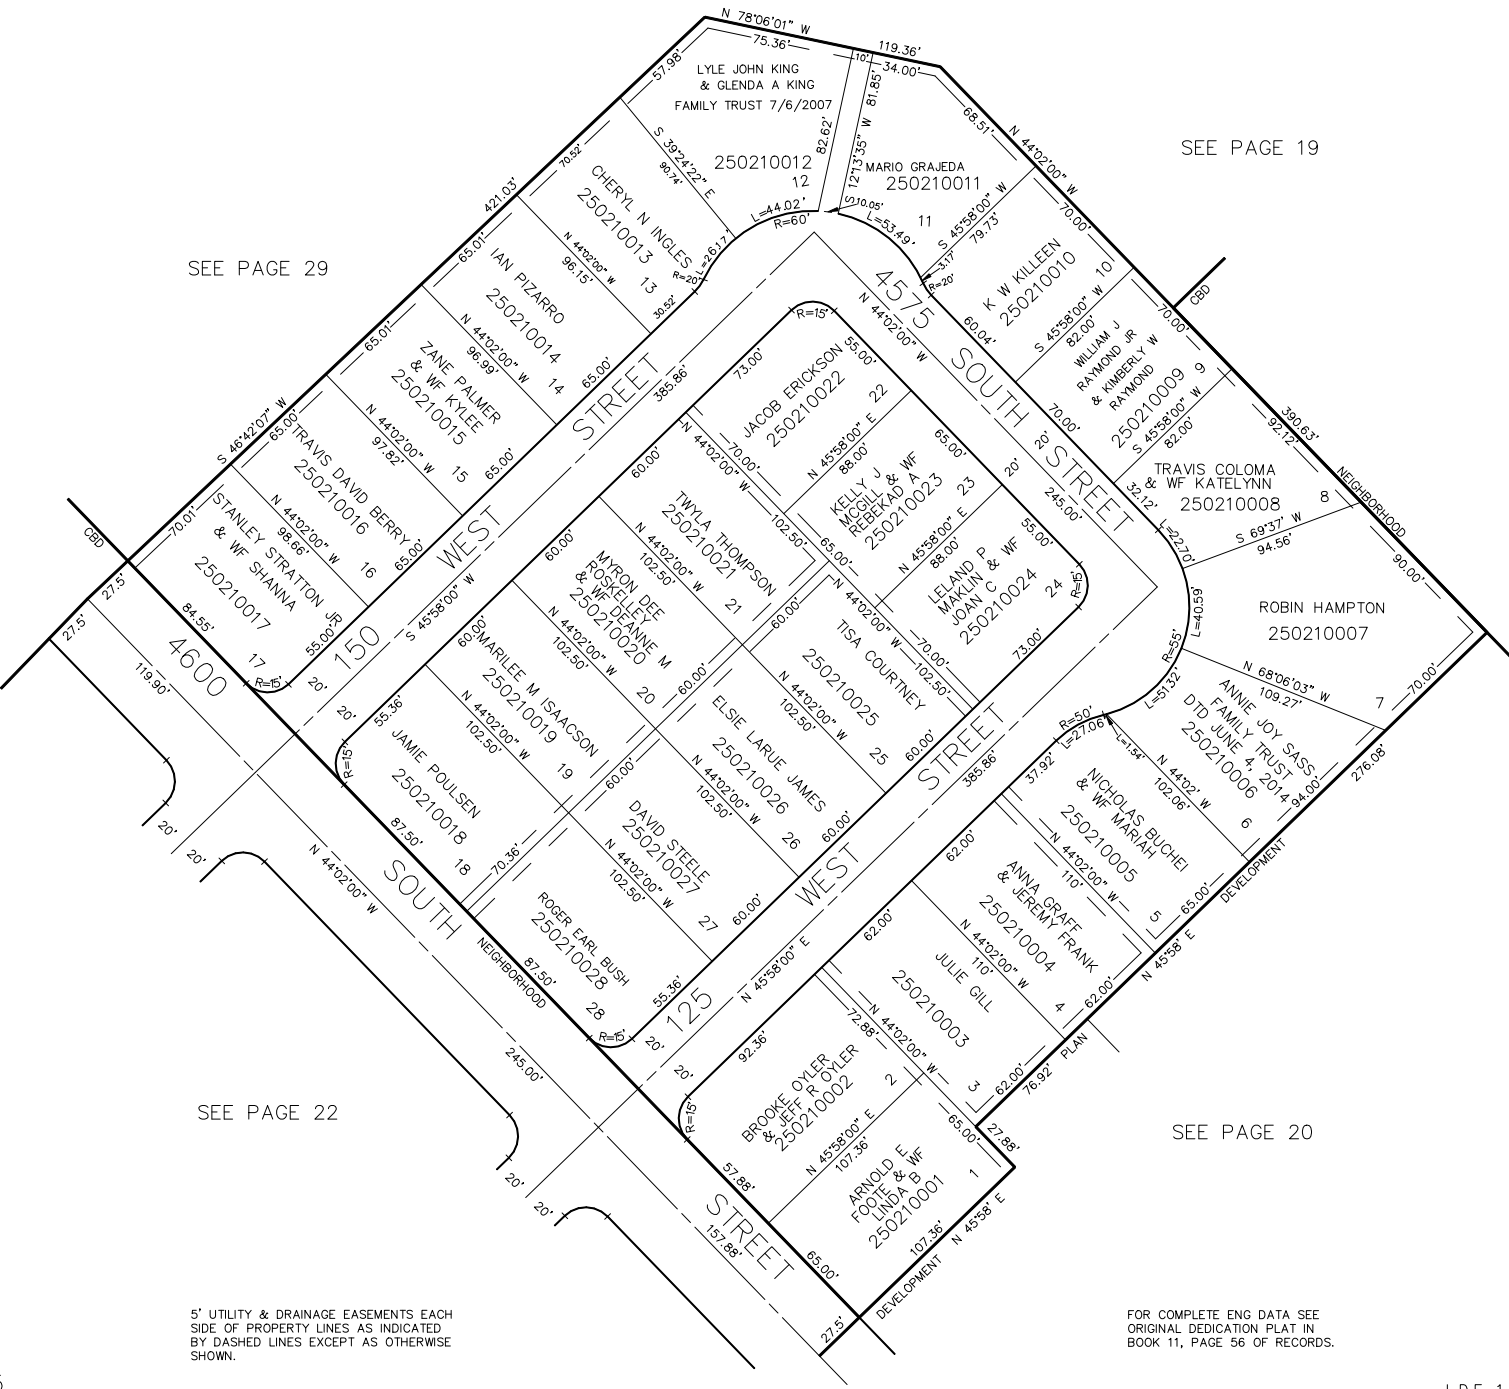 N 78°06'01" W
75.36'
119.36'
10'
34.00'
57.98'
LYLE JOHN KING
& GLENDA A KING
FAMILY TRUST 7/6/2007
82.62'
81.85'
S 12°13'35" W
68.51'
N 44°02'00" W
SEE PAGE 19
250210012
12
MARIO GRAJEDA
250210011
11
S 39°24'22" E
90.74'
70.52'
421.03'
L=44.02'
R=60'
10.05'
L=53.49'
S 45°58'00" W
79.73'
3.17'
R=20'
70.00'
CHERYL N INGLES
250210013
13
L=26.17'
R=20'
30.52'
N 44°02'00" W
96.15'
65.01'
SEE PAGE 29
IAN PIZARRO
250210014
14
N 44°02'00" W
96.99'
65.00'
65.01'
ZANE PALMER
& WF KYLEE
250210015
15
N 44°02'00" W
97.82'
65.00'
65.00'
S 46°42'07" W
TRAVIS DAVID BERRY
250210016
16
N 44°02'00" W
98.66'
65.00'
70.01'
STANLEY STRATTON JR
& WF SHANNA
250210017
17
55.00'
R=15'
84.55'
CBD
27.5'
27.5'
119.90'
4600
SOUTH
STREET
150
WEST
STREET
S 45°58'00" W
385.86'
20'
20'
K W KILLEEN
250210010
10
60.04'
S 45°58'00" W
82.00'
70.00'
CBD
WILLIAM J
RAYMOND JR
& KIMBERLY W
RAYMOND
250210009
9
70.00'
S 45°58'00" W
82.00'
390.63'
92.12'
NEIGHBORHOOD
TRAVIS COLOMA
& WF KATELYNN
250210008
8
32.12'
L=22.70'
S 69°37' W
94.56'
90.00'
ROBIN HAMPTON
250210007
7
L=40.59'
R=55'
N 68°06'03" W
109.27'
70.00'
4575
SOUTH
STREET
N 44°02'00" W
245.00'
20'
20'
R=15'
73.00'
55.00'
JACOB ERICKSON
250210022
22
70.00'
N 45°58'00" E
88.00'
65.00'
KELLY J
MCGILL & WF
REBEKAD A
250210023
23
65.00'
N 45°58'00" E
88.00'
55.00'
LELAND P
MAKUIN & WF
JOAN C
250210024
24
R=15'
73.00'
70.00'
N 44°02'00" W
102.50'
TWYLA THOMPSON
250210021
21
60.00'
N 44°02'00" W
102.50'
MYRON DEE
ROSKELLEY
& WF DEANNE M
250210020
20
60.00'
60.00'
N 44°02'00" W
102.50'
MARILEE M ISAACSON
250210019
19
60.00'
60.00'
N 44°02'00" W
102.50'
JAMIE POULSEN
250210018
18
55.36'
R=15'
87.50'
60.00'
70.36'
N 44°02'00" W
102.50'
TISA COURTNEY
250210025
25
60.00'
N 44°02'00" W
102.50'
ELSIE LARUE JAMES
250210026
26
60.00'
N 44°02'00" W
102.50'
DAVID STEELE
250210027
27
60.00'
N 44°02'00" W
102.50'
ROGER EARL BUSH
250210028
28
55.36'
R=15'
87.50'
NEIGHBORHOOD
N 44°02'00" W
245.00'
20'
20'
125
WEST
STREET
N 45°58'00" E
385.86'
20'
20'
L=51.32'
R=50'
L=27.06'
L=1.54'
37.92'
ANNIE JOY SASS
FAMILY TRUST
DTD JUNE 4, 2014
250210006
6
N 44°02' W
102.06'
94.00'
276.08'
NICHOLAS BUCHEI
& WF MARIAH
250210005
5
N 44°02'00" W
110'
65.00'
DEVELOPMENT
N 45°58' E
62.00'
ANNA GRAFF
& JEREMY FRANK
250210004
4
N 44°02'00" W
110'
62.00'
PLAN
62.00'
JULIE GILL
250210003
3
N 44°02'00" W
72.88'
62.00'
76.92'
92.36'
BROOKE OYLER
& JEFF R OYLER
250210002
2
R=15'
57.88'
N 45°58'00" E
107.36'
65.00'
27.88'
ARNOLD E
FOOTE & WF
LINDA B
250210001
1
65.00'
107.36'
N 45°58' E
DEVELOPMENT
27.5'
157.88'
20'
20'
SEE PAGE 22
SEE PAGE 20
5' UTILITY & DRAINAGE EASEMENTS EACH
SIDE OF PROPERTY LINES AS INDICATED
BY DASHED LINES EXCEPT AS OTHERWISE
SHOWN.
FOR COMPLETE ENG DATA SEE
ORIGINAL DEDICATION PLAT IN
BOOK 11, PAGE 56 OF RECORDS.